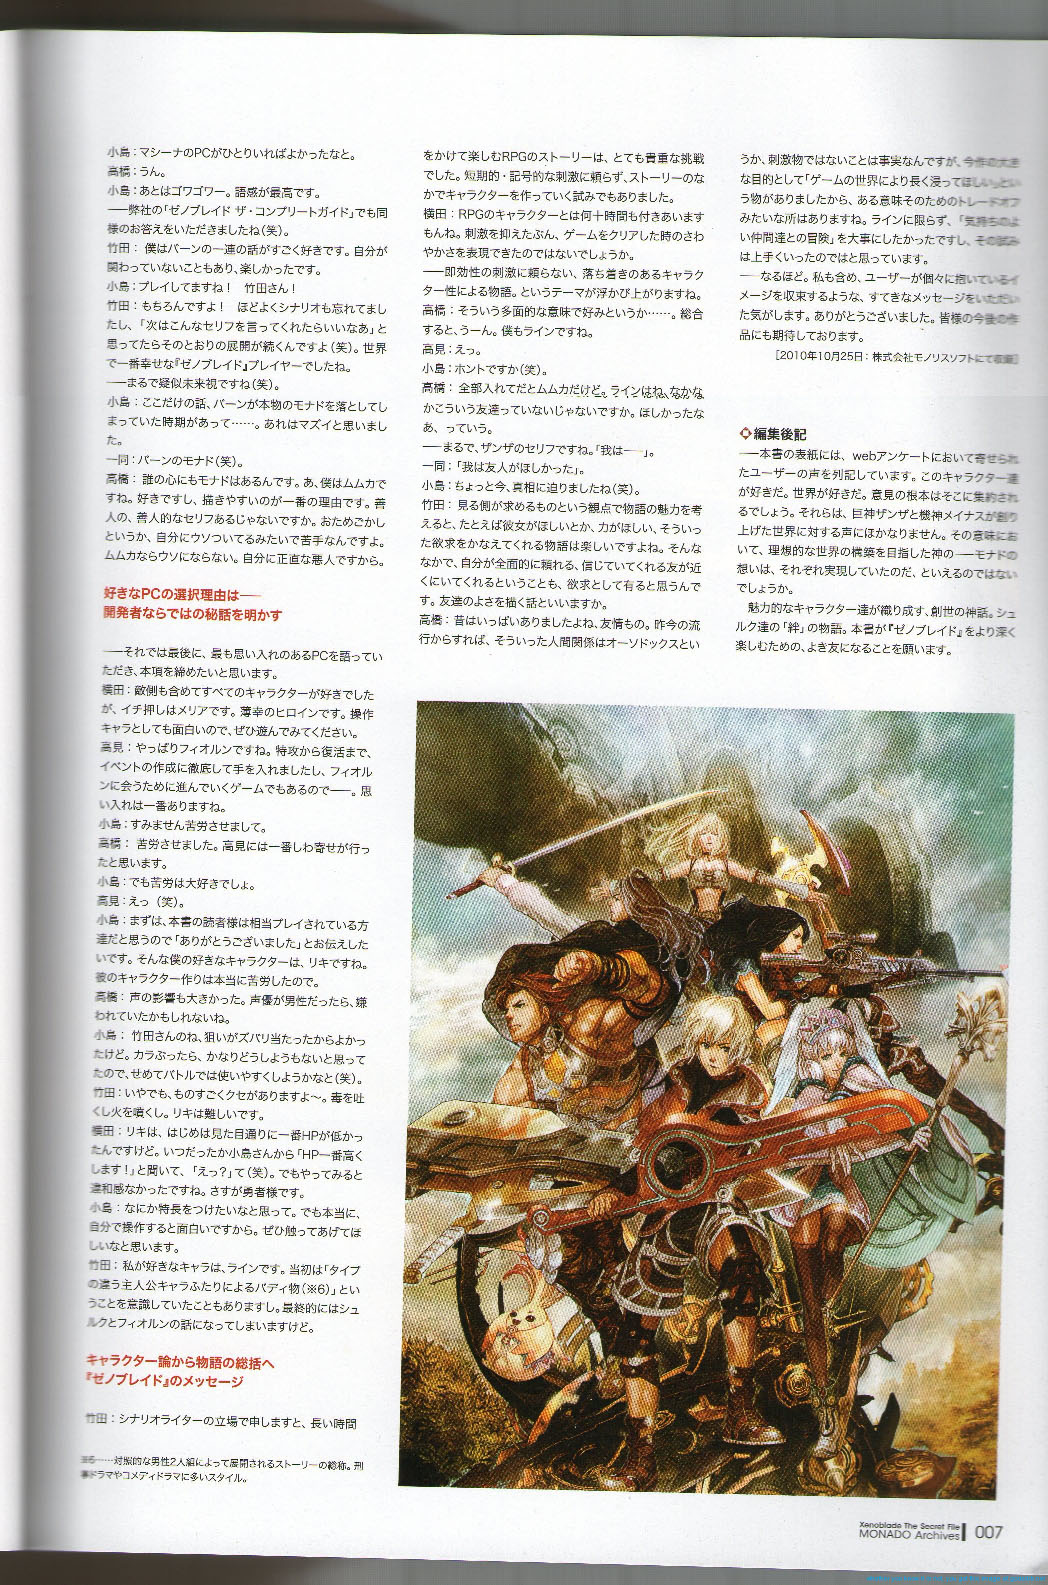 小島：マシーナのPCがひとりいればよかったなと。
高橋：うん。
小島：あとはゴワゴワー。語感が最高です。
──弊社の「ゼノブレイド ザ・コンプリートガイド」でも同
様のお答えをいただきましたね（笑）。
竹田：僕はバーンの一連の話がすごく好きです。自分が
関わっていないこともあり、楽しかったです。
小島：プレイしてますね！　竹田さん！
竹田：もちろんですよ！　ほどよくシナリオも忘れてまし
たし、「次はこんなセリフを言ってくれたらいいなあ」と
思ってたらそのとおりの展開が続くんですよ（笑）。世界
で一番幸せな『ゼノブレイド』プレイヤーでしたね。
──まるで疑似未来視ですね（笑）。
小島：ここだけの話、バーンが本物のモナドを落としてし
まっていた時期があって……。あれはマズイと思いまし
た。
一同：バーンのモナド（笑）。
高橋：誰の心にもモナドはあるんです。あ、僕はムムカで
すね。好きですし、描きやすいのが一番の理由です。善
人の、善人的なセリフあるじゃないですか。おためごかし
というか、自分にウソついてるみたいで苦手なんですよ。
ムムカならウソにならない。自分に正直な悪人ですから。
好きなPCの選択理由は──
開発者ならではの秘話を明かす
──それでは最後に、最も思い入れのあるPCを語ってい
ただき、本項を締めたいと思います。
横田：敵側も含めてすべてのキャラクターが好きでした
が、イチ押しはメリアです。薄幸のヒロインです。操作
キャラとしても面白いので、ぜひ遊んでみてください。
高見：やっぱりフィオルンですね。特攻から復活まで、
イベントの作成に徹底して手を入れましたし、フィオル
ンに会うために進んでいくゲームでもあるので──。思
い入れは一番ありますね。
小島：すみません苦労させまして。
高橋：苦労させました。高見には一番しわ寄せが行っ
たと思います。
小島：でも苦労は大好きでしょ。
高見：えっ（笑）。
小島：まずは、本書の読者様は相当プレイされている方
達だと思うので「ありがとうございました」とお伝えした
いです。そんな僕の好きなキャラクターは、リキですね。
彼のキャラクター作りは本当に苦労したので。
高橋：声の影響も大きかった。声優が男性だったら、嫌
われていたかもしれないね。
小島：竹田さんのね、狙いがズバリ当たったからよかっ
たけど。カラぶったら、かなりどうしようもないと思って
たので、せめてバトルでは使いやすくしようかなと（笑）。
竹田：いやでも、ものすごくクセがありますよ～。毒を吐
くし火を噴くし。リキは難しいです。
横田：リキは、はじめは見た目通りに一番HPが低かっ
たんですけど。いつだったか小島さんから「HP一番高く
します！」と聞いて、「えっ？」て（笑）。でもやってみると
違和感なかったですね。さすが勇者様です。
小島：なにか特長をつけたいなと思って。でも本当に、
自分で操作すると面白いですから。ぜひ触ってあげてほ
しいなと思います。
竹田：私が好きなキャラは、ラインです。当初は「タイプ
の違う主人公キャラふたりによるバディ物（※6）」とい
うことを意識していたこともありますし。最終的にはシュ
ルクとフィオルンの話になってしまいますけど。
キャラクター論から物語の総括へ
『ゼノブレイド』のメッセージ
竹田：シナリオライターの立場で申しますと、長い時間
※6……対照的な男性2人組によって展開されるストーリーの総称。刑
事ドラマやコメディドラマに多いスタイル。
をかけて楽しむRPGのストーリーは、とても貴重な挑戦
でした。短期的・記号的な刺激に頼らず、ストーリーのな
かでキャラクターを作っていく試みでもありました。
横田：RPGのキャラクターとは何十時間も付きあいます
もんね。刺激を抑えたぶん、ゲームをクリアした時のさわ
やかさを表現できたのではないでしょうか。
──即効性の刺激に頼らない、落ち着きのあるキャラク
ター性による物語。というテーマが浮かび上がりますね。
高橋：そういう多面的な意味で好みというか……。総合
すると、うーん。僕もラインですね。
高見：えっ。
小島：ホントですか（笑）。
高橋：全部入れてだとムムカだけど。ラインはね、なかな
かこういう友達っていないじゃないですか。ほしかったな
あ、っていう。
──まるで、ザンザのセリフですね。「我は──」。
一同：「我は友人がほしかった」。
小島：ちょっと今、真相に迫りましたね（笑）。
竹田：見る側が求めるものという観点で物語の魅力を考
えると、たとえば彼女がほしいとか、力がほしい、そういっ
た欲求をかなえてくれる物語は楽しいですよね。そんな
なかで、自分が全面的に頼れる、信じていてくれる友が近
くにいてくれるということも、欲求として有ると思うんで
す。友達のよさを描く話といいますか。
高橋：昔はいっぱいありましたよね、友情もの。昨今の流
行からすれば、そういった人間関係はオーソドックスとい
うか、刺激物ではないことは事実なんですが、今作の大き
な目的として「ゲームの世界により長く浸ってほしい」とい
う物がありましたから、ある意味そのためのトレードオフ
みたいな所はありますね。ラインに限らず、「気持ちのよ
い仲間達との冒険」を大事にしたかったですし、その試み
は上手くいったのではと思っています。
──なるほど。私も含め、ユーザーが個々に抱いているイ
メージを収束するような、すてきなメッセージをいただい
た気がします。ありがとうございました。皆様の今後の作
品にも期待しております。
［2010年10月25日：株式会社モノリスソフトにて収録］
編集後記
──本書の表紙には、webアンケートにおいて寄せられ
たユーザーの声を列記しています。このキャラクター達
が好きだ。世界が好きだ。意見の根本はそこに集約され
るでしょう。それらは、巨神ザンザと機神メイナスが創り
上げた世界に対する声にほかなりません。その意味にお
いて、理想的な世界の構築を目指した神の──モナドの
想いは、それぞれ実現していたのだ、といえるのではない
でしょうか。
　魅力的なキャラクター達が織り成す、創世の神話。シュ
ルク達の「絆」の物語。本書が『ゼノブレイド』をより深く
楽しむための、よき友になることを願います。
Xenoblade The Secret File
MONADO Archives 007